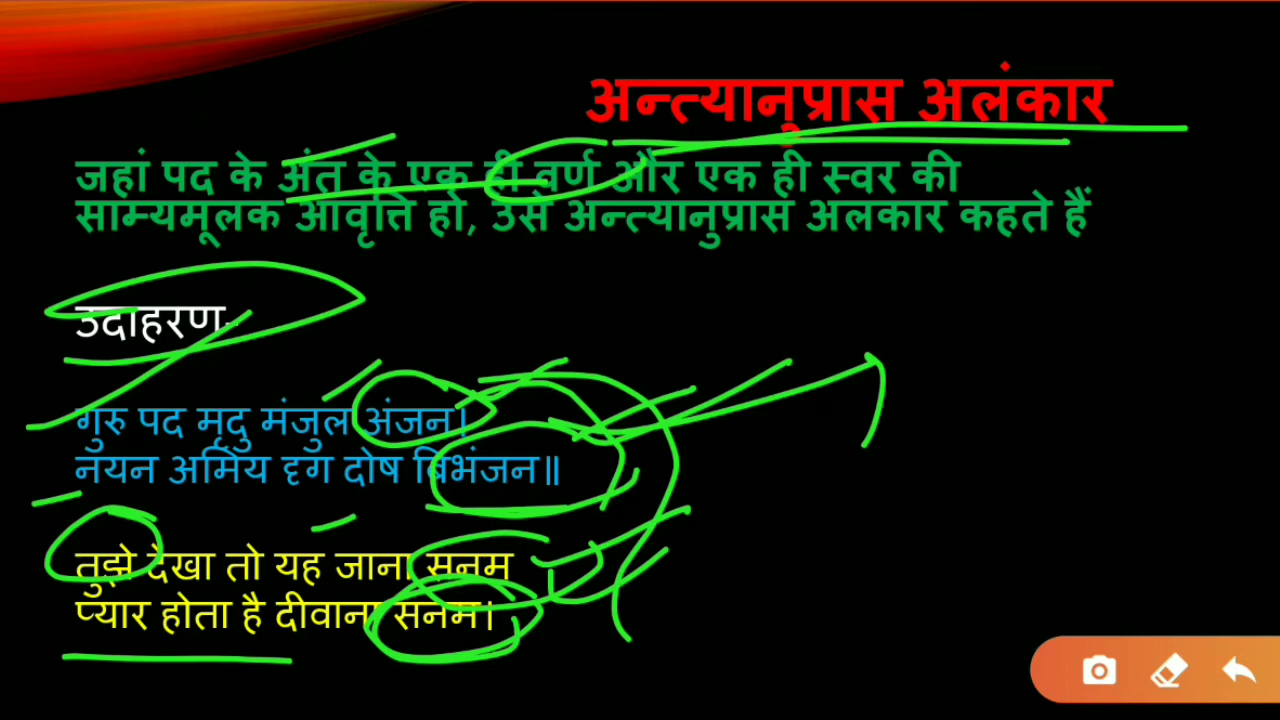 अन्त्यानुप्रास अलंकार
जहां पद के अंत के एक ही वर्ण और एक ही स्वर की
साम्यमूलक आवृत्ति हो, उसे अन्त्यानुप्रास अलकार कहते हैं
उदाहरण-
गुरु पद मृदु मंजुल अंजन।
नयन अमिय दृग दोष बिभंजन॥
तुझे देखा तो यह जाना सनम
प्यार होता है दीवाना सनम।